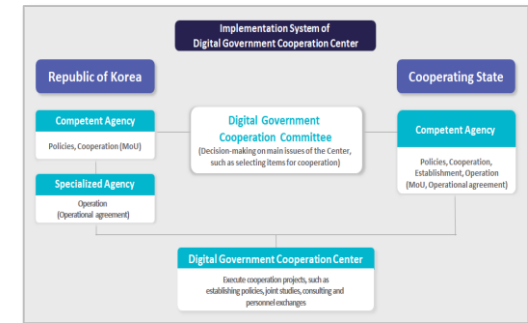 Implementation System of
Digital Government Cooperation Center
Republic of Korea
Cooperating State
Competent Agency
Policies, Cooperation (MoU)
Specialized Agency
Operation
(Operational agreement)
Digital Government
Cooperation Committee
(Decision-making on main issues of the Center,
such as selecting items for cooperation)
Competent Agency
Policies, Cooperation,
Establishment, Operation
(MoU, Operational agreement)
Digital Government Cooperation Center
Execute cooperation projects, such as
establishing policies, joint studies, consulting and
personnel exchanges